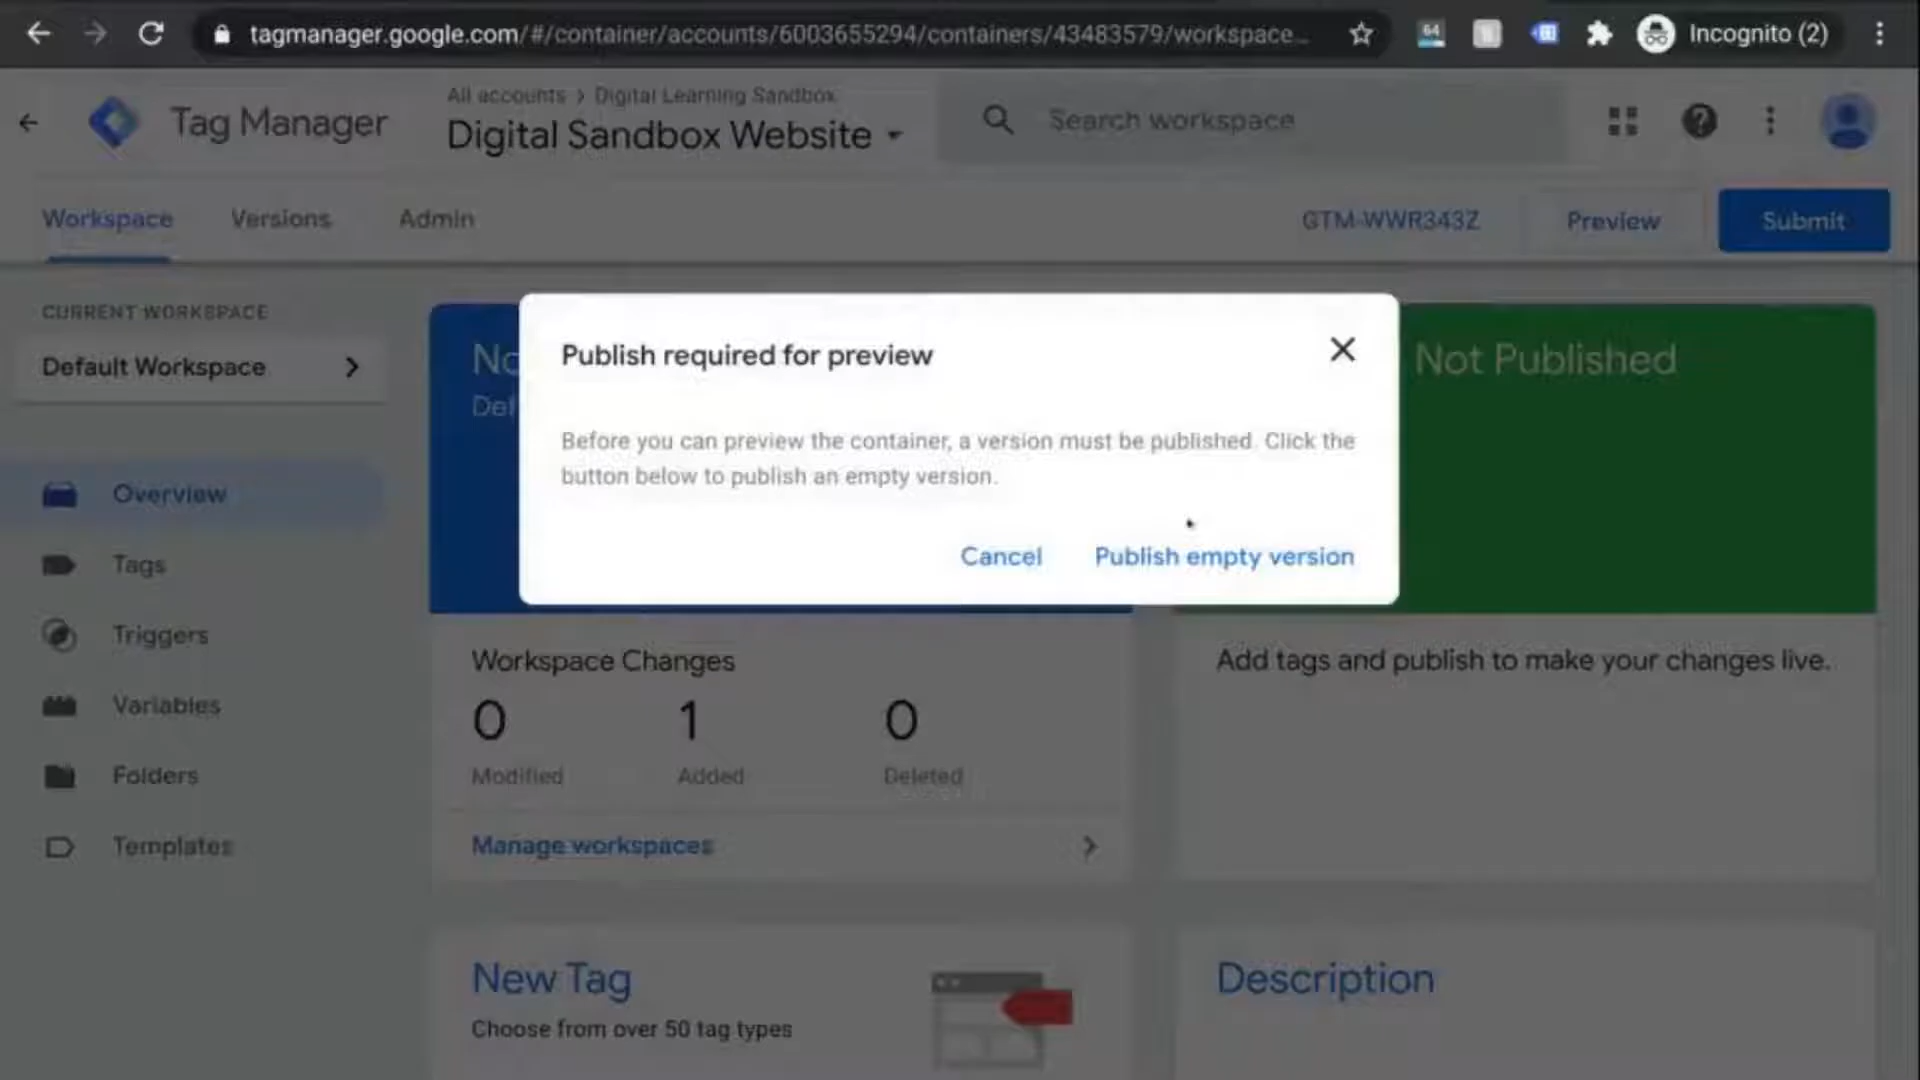 tagmanager.google.com/#/container/accounts/6003655294/containers/43483579/workspace...
64
Incognito (2)
Tag Manager
All accounts > Digital Learning Sandbox
Digital Sandbox Website
Search workspace
Workspace
Versions
Admin
GTM-WWR343Z
Preview
Submit
CURRENT WORKSPACE
Default Workspace
Overview
Tags
Triggers
Variables
Folders
Templates
No
Def
Publish required for preview
Before you can preview the container, a version must be published. Click the
button below to publish an empty version.
Cancel
Publish empty version
Not Published
Workspace Changes
0
1
0
Modified
Added
Deleted
Manage workspaces
Add tags and publish to make your changes live.
New Tag
Choose from over 50 tag types
Description